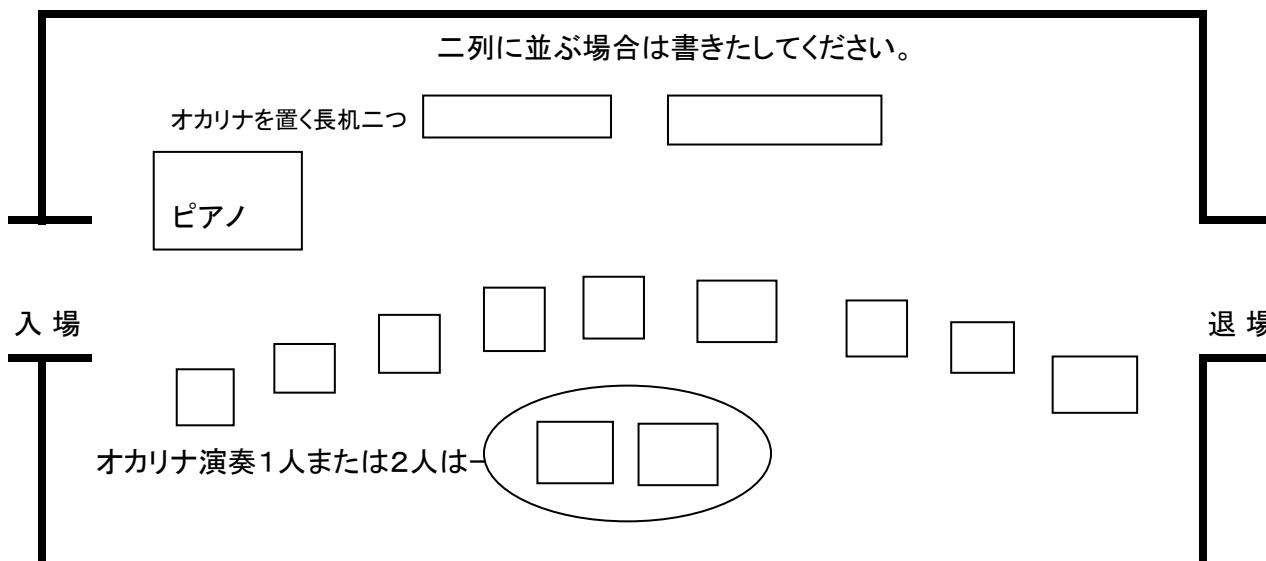 二列に並ぶ場合は書きたしてください。
オカリナを置く長机二つ
ピアノ
入 場
退 場
オカリナ演奏１人または２人は